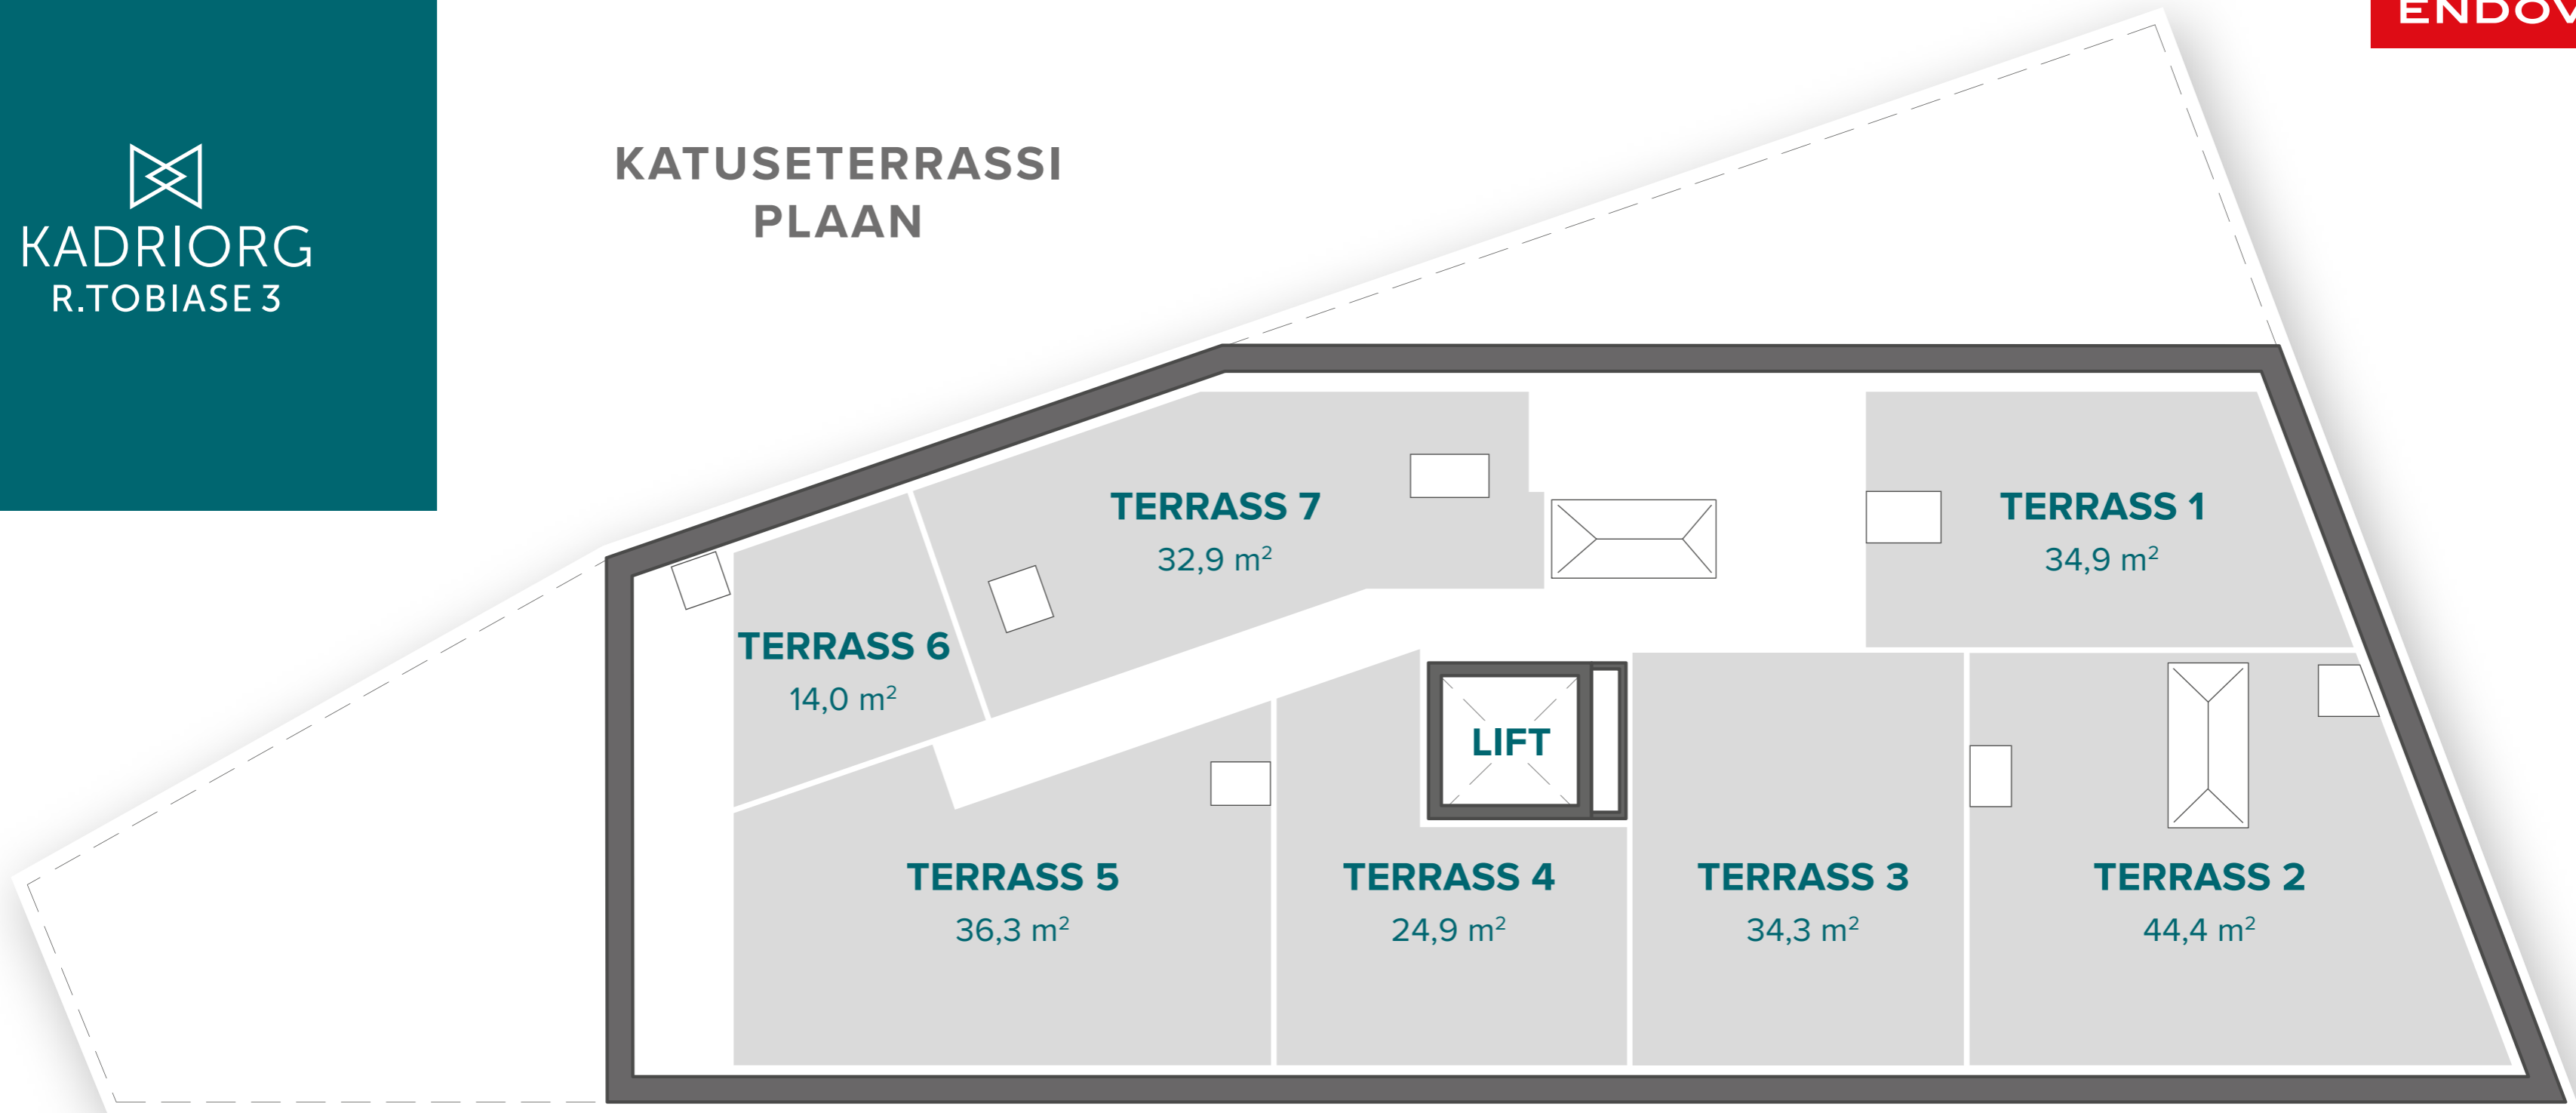 KADRIORG
R.TOBIASE 3
KATUSETERRASSI
PLAAN
TERRASS 7
32,9 m²
TERRASS 1
34,9 m²
TERRASS 6
14,0 m²
LIFT
TERRASS 5
36,3 m²
TERRASS 4
24,9 m²
TERRASS 3
34,3 m²
TERRASS 2
44,4 m²